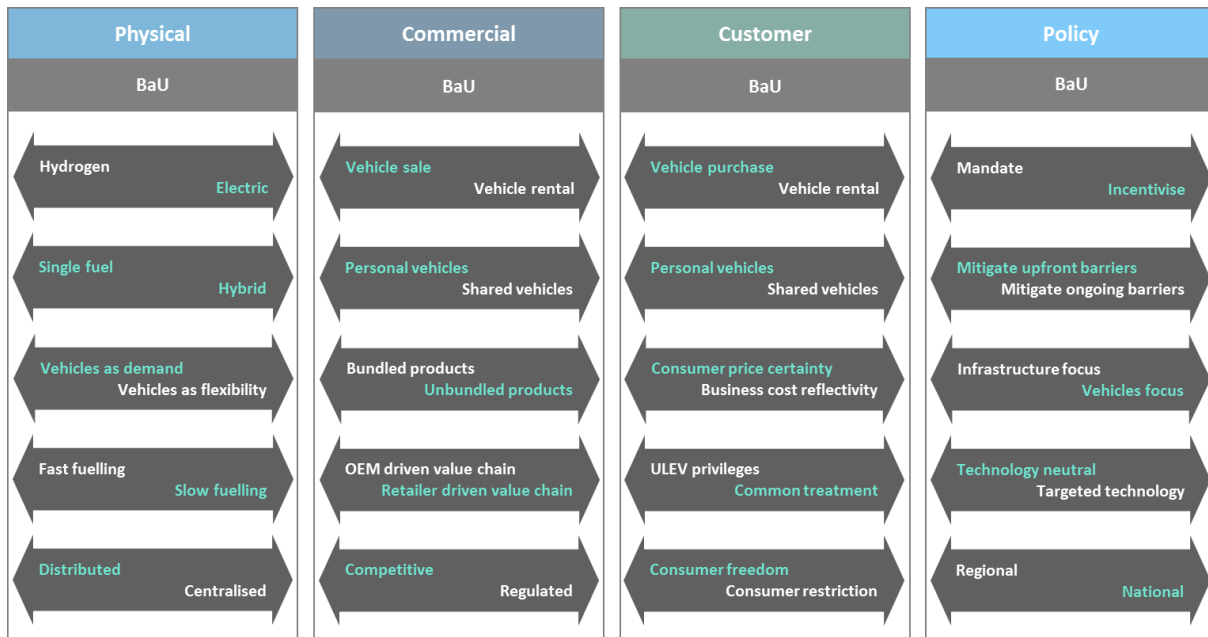 Physical
BaU
Hydrogen
Electric
Single fuel
Hybrid
Vehicles as demand
Vehicles as flexibility
Fast fuelling
Slow fuelling
Distributed
Centralised
Commercial
BaU
Vehicle sale
Vehicle rental
Personal vehicles
Shared vehicles
Bundled products
Unbundled products
OEM driven value chain
Retailer driven value chain
Competitive
Regulated
Customer
BaU
Vehicle purchase
Vehicle rental
Personal vehicles
Shared vehicles
Consumer price certainty
Business cost reflectivity
ULEV privileges
Common treatment
Consumer freedom
Consumer restriction
Policy
BaU
Mandate
Incentivise
Mitigate upfront barriers
Mitigate ongoing barriers
Infrastructure focus
Vehicles focus
Technology neutral
Targeted technology
Regional
National